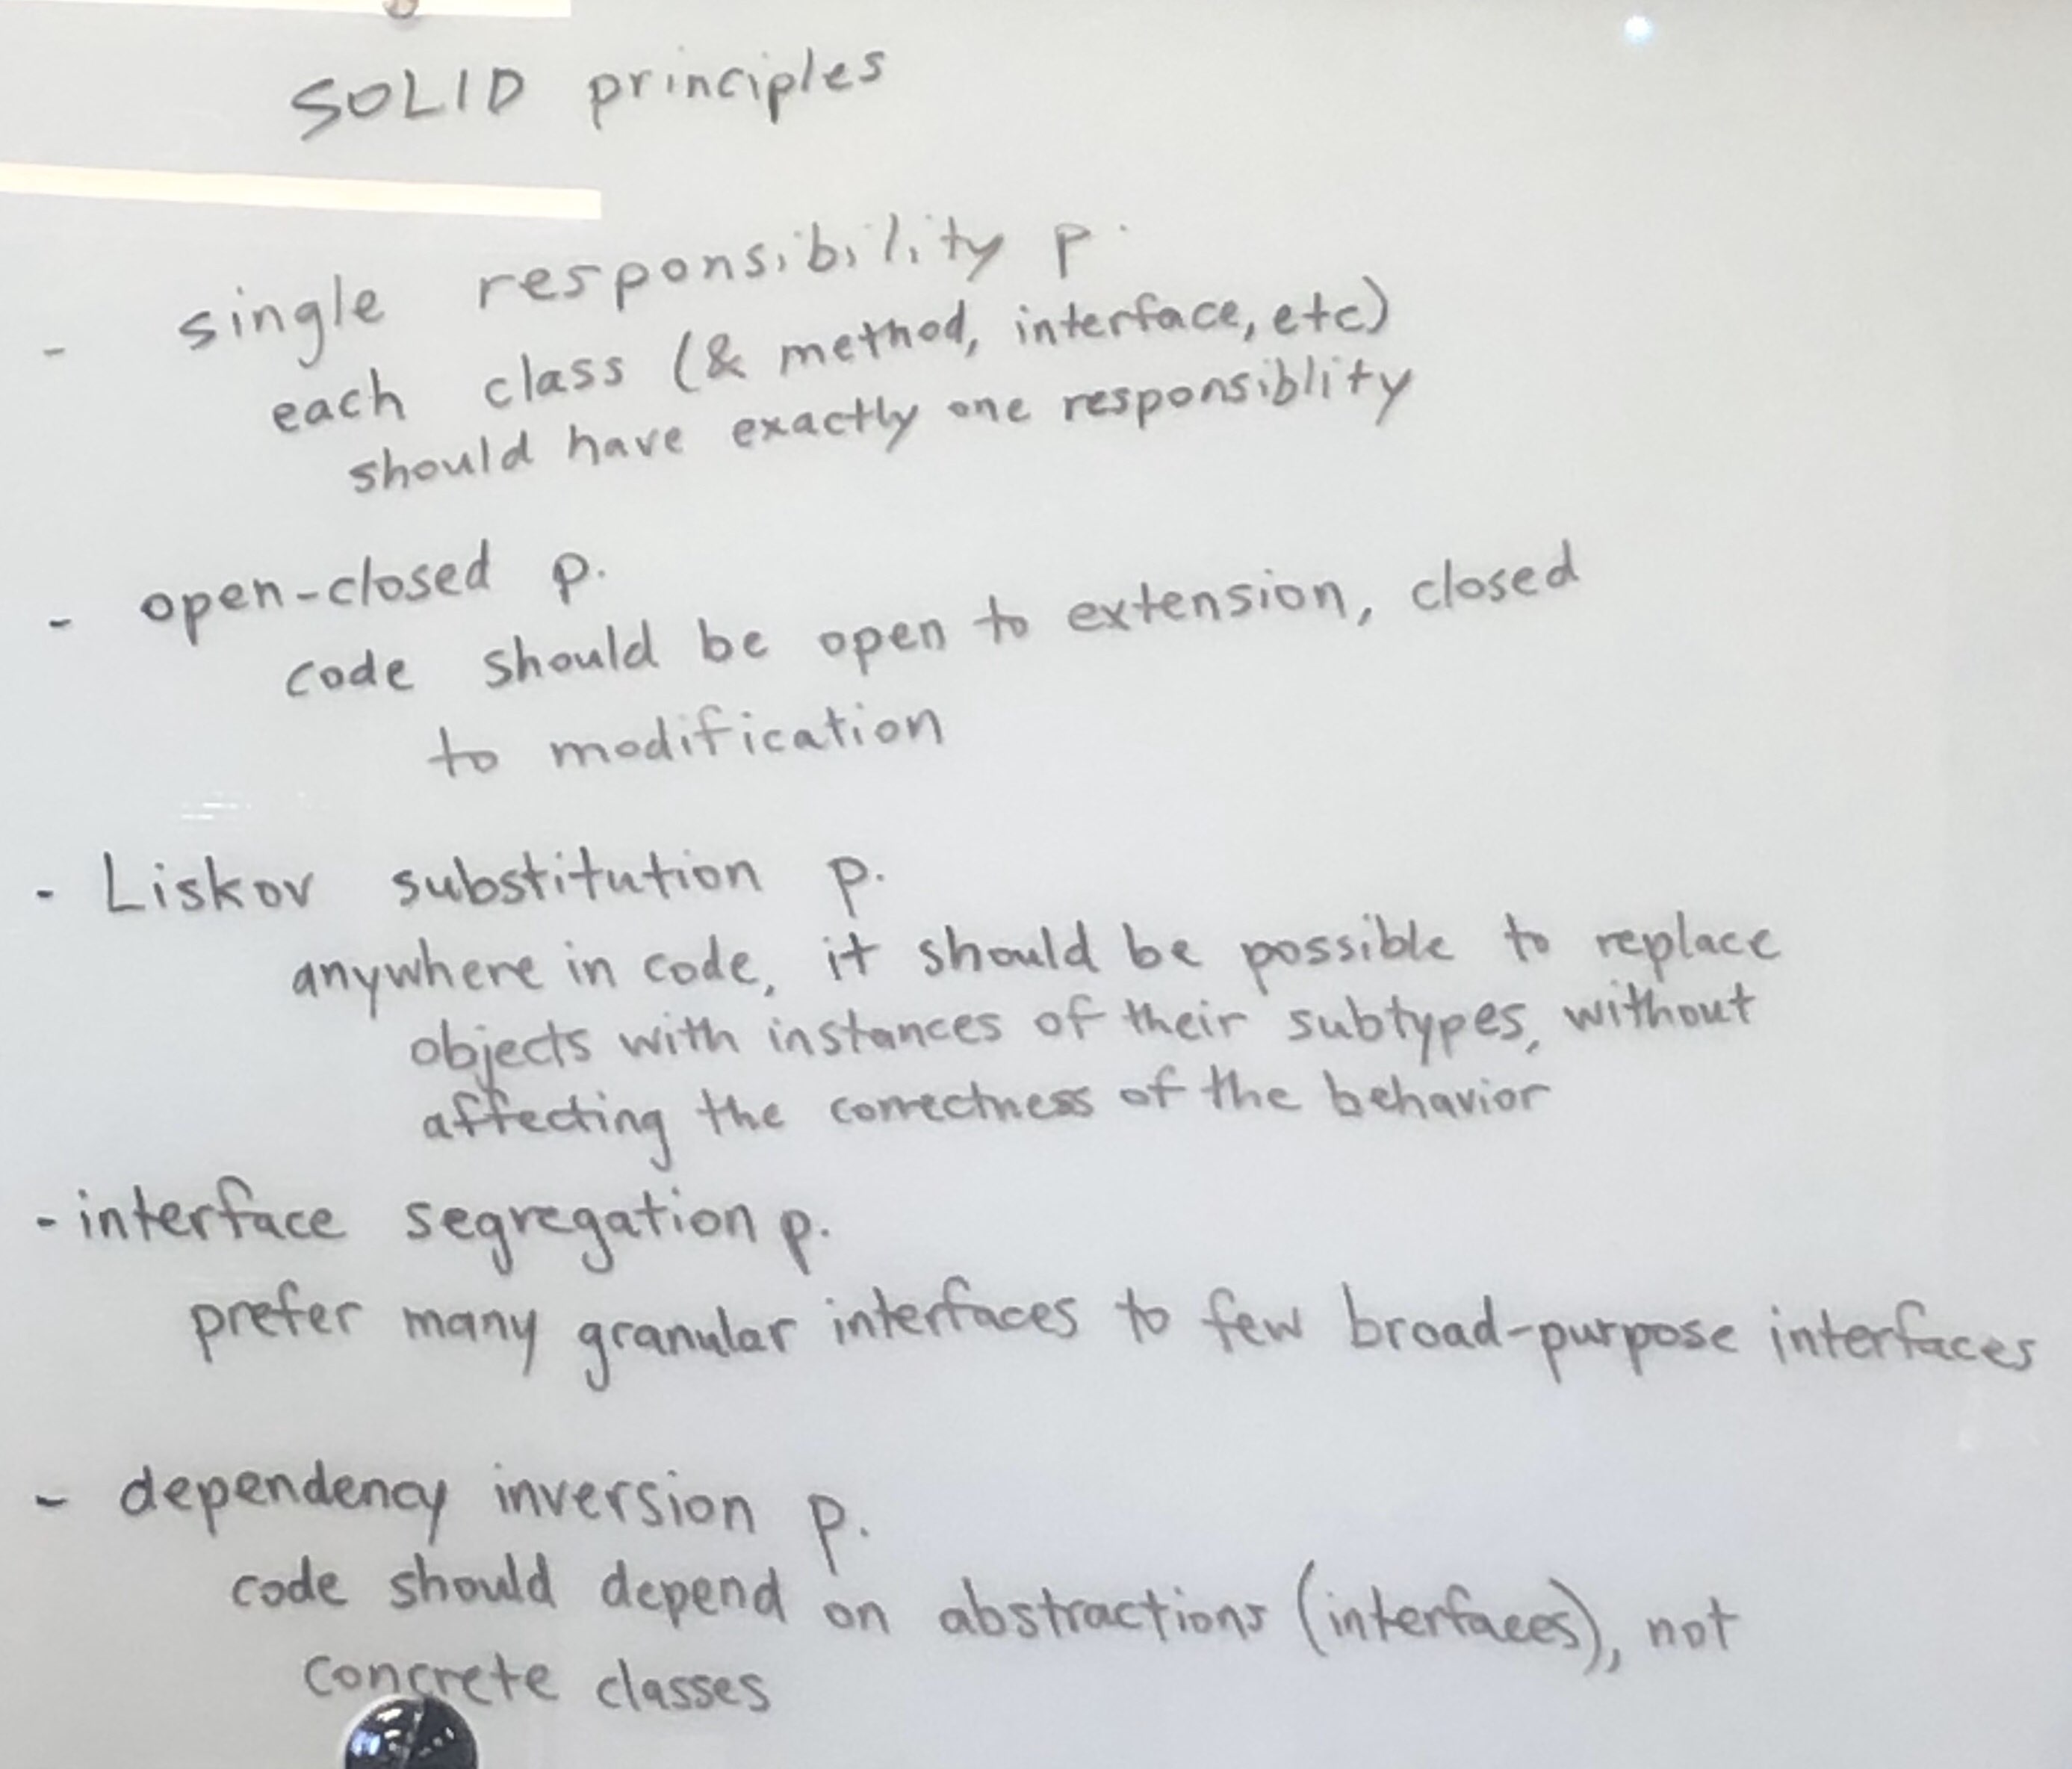 SOLID principles
- single responsibility p.
each class (& method, interface, etc)
should have exactly one responsiblity
- open-closed p.
code should be open to extension, closed
to modification
- Liskov substitution p.
anywhere in code, it should be possible to replace
objects with instances of their subtypes, without
affecting the correctness of the behavior
- interface segregation p.
prefer many granular interfaces to few broad-purpose interfaces
- dependency inversion p.
code should depend on abstractions (interfaces), not
concrete classes